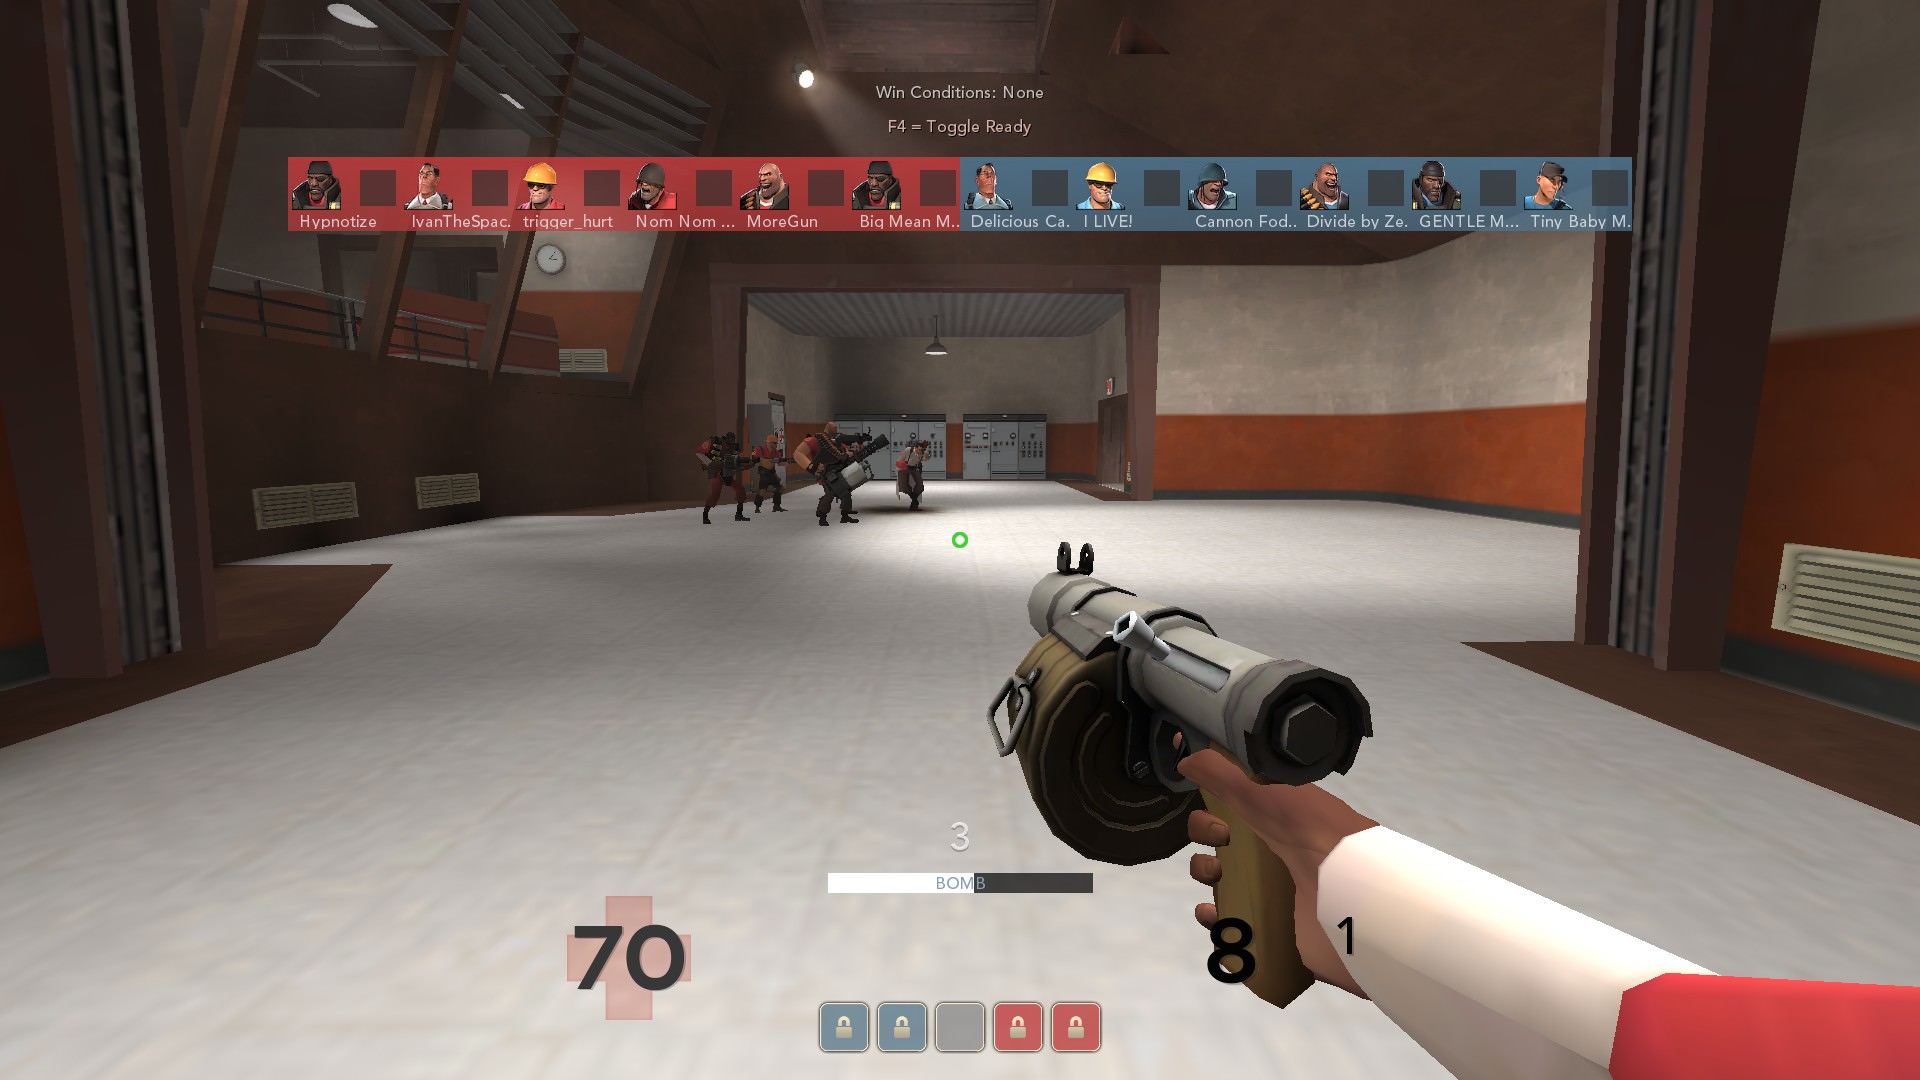 Win Conditions: None
F4 = Toggle Ready
Hypnotize IvanTheSpac. trigger_hurt Nom Nom ... MoreGun Big Mean M.. Delicious Ca. I LIVE! Cannon Fod.. Divide by Ze. GENTLE M... Tiny Baby M.
3
BOMB
70 8 1